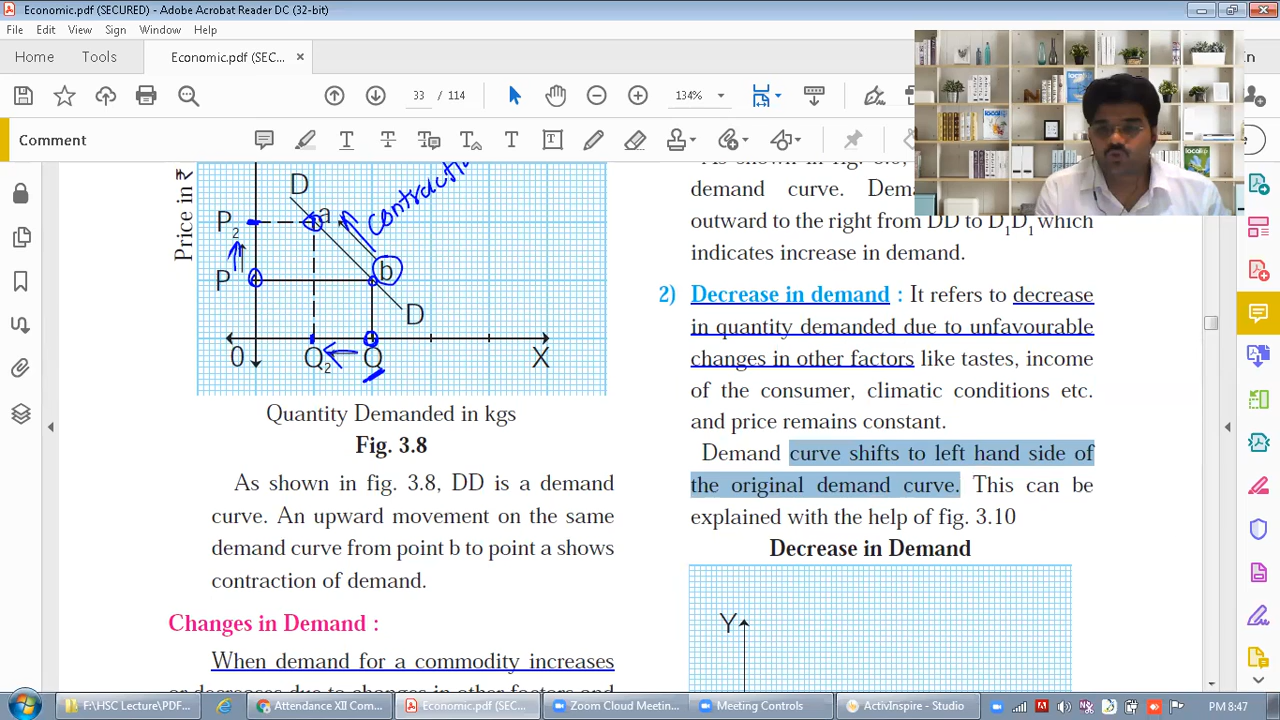 Economic.pdf (SECURED) - Adobe Acrobat Reader DC (32-bit)
File Edit View Sign Window Help
Home Tools Economic.pdf (SEC... ×
33 / 114 134%
Comment
Price in ₹
D
a
contraction
P2
P
b
D
0 Q2 Q X
Quantity Demanded in kgs
Fig. 3.8
As shown in fig. 3.8, DD is a demand
curve. An upward movement on the same
demand curve from point b to point a shows
contraction of demand.
Changes in Demand :
When demand for a commodity increases
demand curve.
outward to the right from DD to D1D1 which
indicates increase in demand.
2) Decrease in demand : It refers to decrease
in quantity demanded due to unfavourable
changes in other factors like tastes, income
of the consumer, climatic conditions etc.
and price remains constant.
Demand curve shifts to left hand side of
the original demand curve. This can be
explained with the help of fig. 3.10
Decrease in Demand
Y
F:\HSC Lecture\PDF... Attendance XII Com... Economic.pdf (SEC... Zoom Cloud Meetin... Meeting Controls ActivInspire - Studio PM 8:47